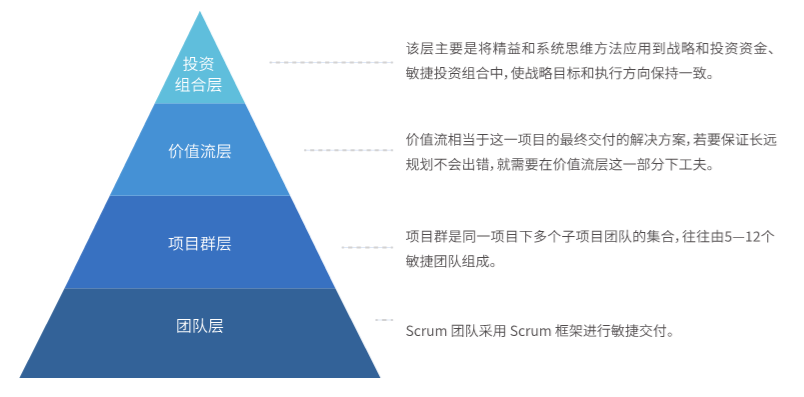 投资
组合层
该层主要是将精益和系统思维方法应用到战略和投资资金、
敏捷投资组合中，使战略目标和执行方向保持一致。
价值流层
价值流相当于这一项目的最终交付的解决方案，若要保证长远
规划不会出错，就需要在价值流层这一部分下工夫。
项目群层
项目群是同一项目下多个子项目团队的集合，往往由5—12个
敏捷团队组成。
团队层
Scrum 团队采用 Scrum 框架进行敏捷交付。